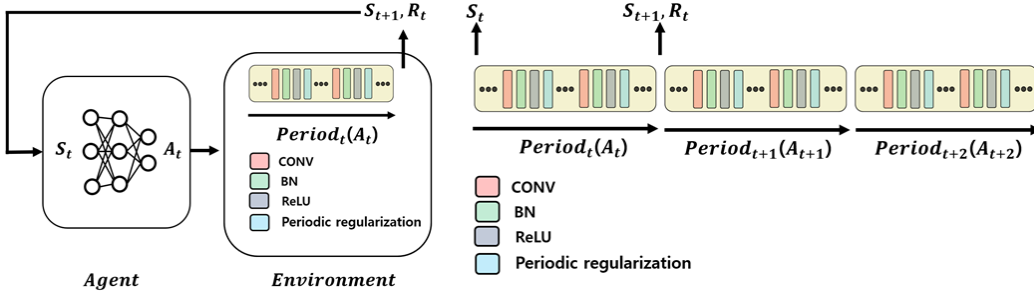 S_{t+1}, R_t
S_t
A_t
Period_t(A_t)
CONV
BN
ReLU
Periodic regularization
Agent
Environment
S_t
S_{t+1}, R_t
Period_t(A_t)
Period_{t+1}(A_{t+1})
Period_{t+2}(A_{t+2})
CONV
BN
ReLU
Periodic regularization